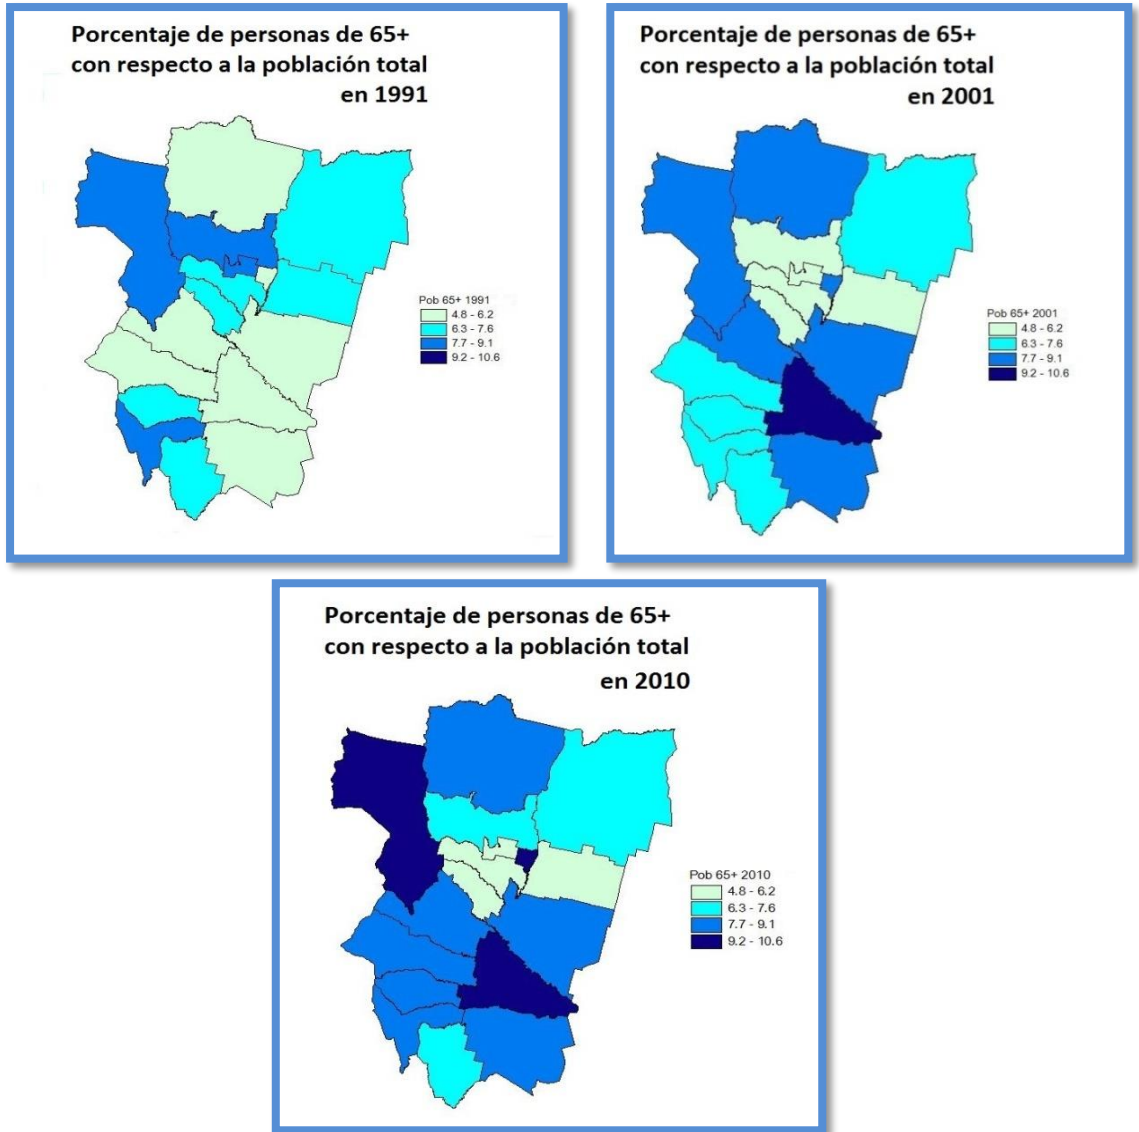 Porcentaje de personas de 65+
con respecto a la población total
en 1991
Pob 65+ 1991
4.8 - 6.2
6.3 - 7.6
7.7 - 9.1
9.2 - 10.6
Porcentaje de personas de 65+
con respecto a la población total
en 2001
Pob 65+ 2001
4.8 - 6.2
6.3 - 7.6
7.7 - 9.1
9.2 - 10.6
Porcentaje de personas de 65+
con respecto a la población total
en 2010
Pob 65+ 2010
4.8 - 6.2
6.3 - 7.6
7.7 - 9.1
9.2 - 10.6